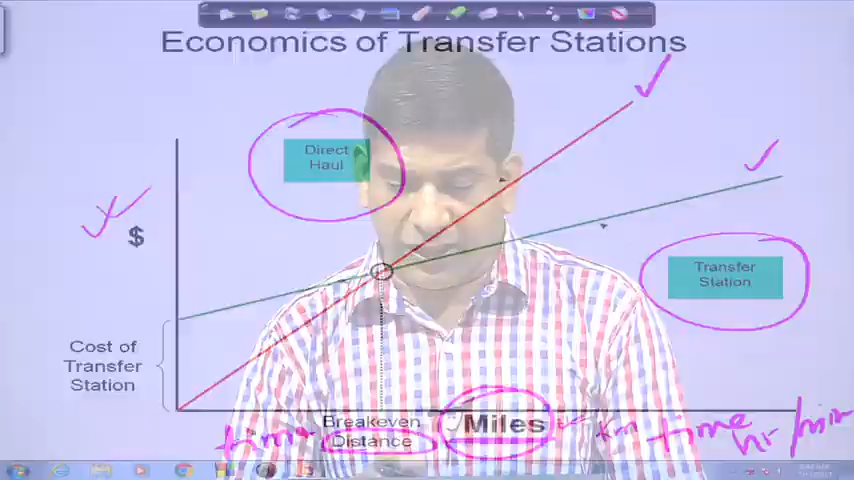 Economics of Transfer Stations
Direct
Haul
$
Transfer
Station
Cost of
Transfer
Station
Breakeven
Distance
Miles
time
km time
hr/min